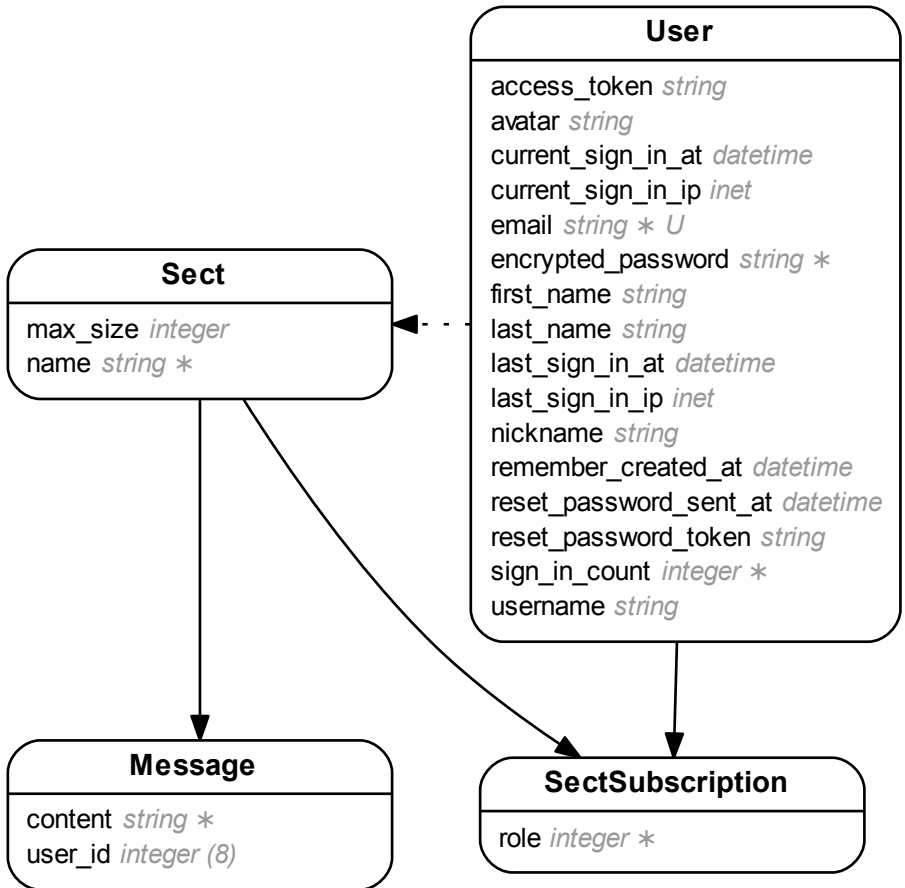 User
access_token string
avatar string
current_sign_in_at datetime
current_sign_in_ip inet
email string ∗ U
encrypted_password string ∗
first_name string
last_name string
last_sign_in_at datetime
last_sign_in_ip inet
nickname string
remember_created_at datetime
reset_password_sent_at datetime
reset_password_token string
sign_in_count integer ∗
username string
Sect
max_size integer
name string ∗
Message
content string ∗
user_id integer (8)
SectSubscription
role integer ∗